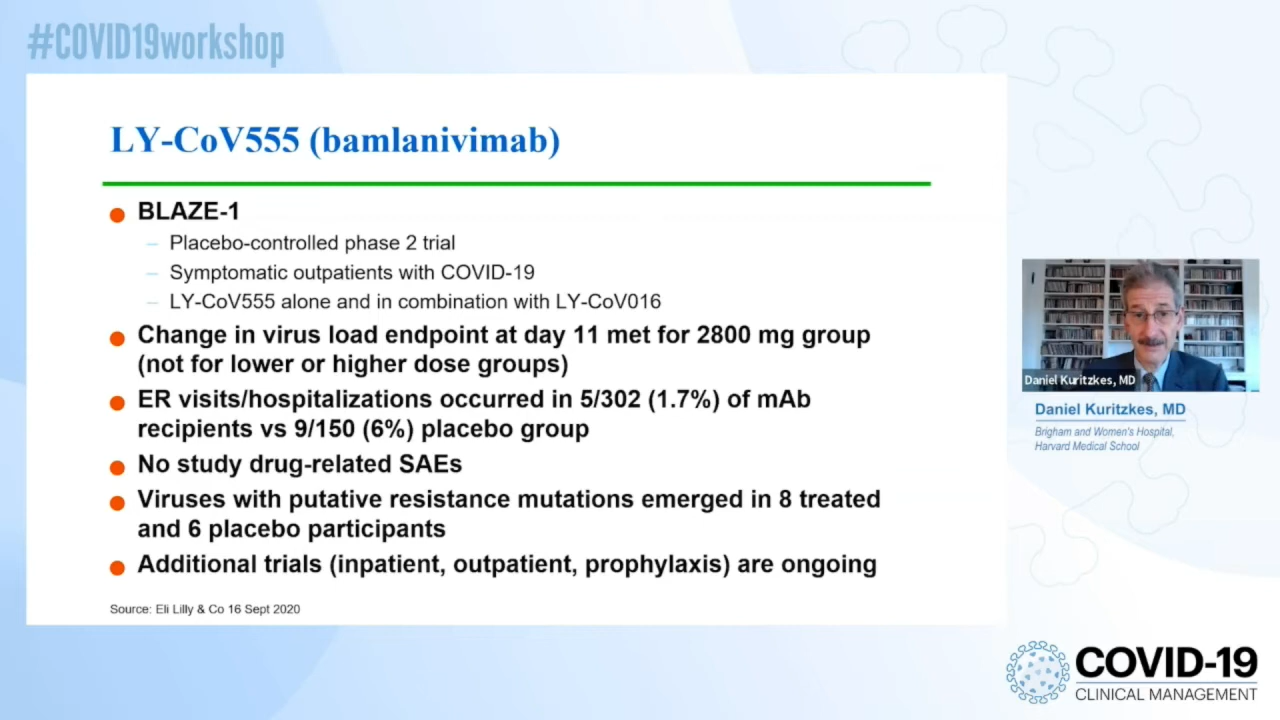 #COVID19workshop
LY-CoV555 (bamlanivimab)
BLAZE-1
– Placebo-controlled phase 2 trial
– Symptomatic outpatients with COVID-19
– LY-CoV555 alone and in combination with LY-CoV016
Change in virus load endpoint at day 11 met for 2800 mg group
(not for lower or higher dose groups)
ER visits/hospitalizations occurred in 5/302 (1.7%) of mAb
recipients vs 9/150 (6%) placebo group
No study drug-related SAEs
Viruses with putative resistance mutations emerged in 8 treated
and 6 placebo participants
Additional trials (inpatient, outpatient, prophylaxis) are ongoing
Source: Eli Lilly & Co 16 Sept 2020
Daniel Kuritzkes, MD
Daniel Kuritzkes, MD
Brigham and Women's Hospital,
Harvard Medical School
COVID-19
CLINICAL MANAGEMENT